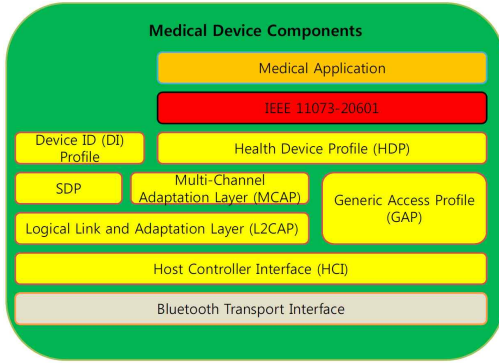 Medical Device Components
Medical Application
IEEE 11073-20601
Device ID (DI)
Profile
Health Device Profile (HDP)
SDP
Multi-Channel
Adaptation Layer (MCAP)
Generic Access Profile
(GAP)
Logical Link and Adaptation Layer (L2CAP)
Host Controller Interface (HCI)
Bluetooth Transport Interface